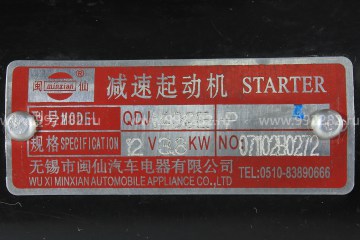 minxian
闽仙
减速起动机 STARTER
型号MODEL QDJ P
规格SPECIFICATION 12 V 3.8 KW NO:
无锡市闽仙汽车电器有限公司
WU XI MINXIAN AUTOMOBILE APPLIANCE CO.,LTD TEL:0510-83890666